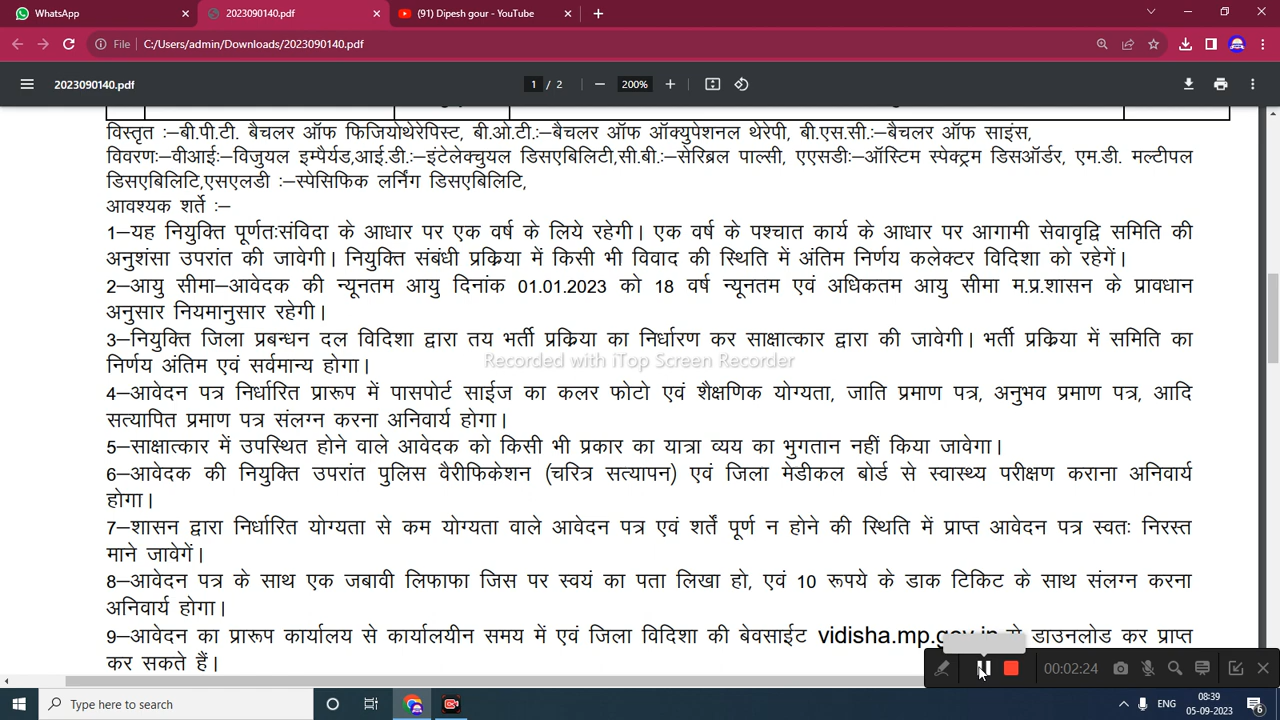 WhatsApp
2023090140.pdf
(91) Dipesh gour - YouTube
File C:/Users/admin/Downloads/2023090140.pdf
2023090140.pdf
1 / 2
200%
विस्तृत :–बी.पी.टी. बैचलर ऑफ फिजियोथेरेपिस्ट, बी.ओ.टी.:–बैचलर ऑफ ऑक्युपेशनल थेरेपी, बी.एस.सी.:–बैचलर ऑफ साइंस,
विवरणः–वीआईः–विजुयल इम्पैर्यड,आई.डी.:–इंटेलेक्चुयल डिसएबिलिटी,सी.बी.:–सेरिब्रल पाल्सी, एएसडीः–ऑस्टिम स्पेक्ट्रम डिसऑर्डर, एम.डी. मल्टीपल
डिसएबिलिटि,एसएलडी :–स्पेसिफिक लर्निंग डिसएबिलिटि,
आवश्यक शर्ते :–
1–यह नियुक्ति पूर्णतःसंविदा के आधार पर एक वर्ष के लिये रहेगी। एक वर्ष के पश्चात कार्य के आधार पर आगामी सेवावृद्वि समिति की
अनुशंसा उपरांत की जावेगी। नियुक्ति संबंधी प्रक्रिया में किसी भी विवाद की स्थिति में अंतिम निर्णय कलेक्टर विदिशा को रहेगें।
2–आयु सीमा–आवेदक की न्यूनतम आयु दिनांक 01.01.2023 को 18 वर्ष न्यूनतम एवं अधिकतम आयु सीमा म.प्र.शासन के प्रावधान
अनुसार नियमानुसार रहेगी।
3–नियुक्ति जिला प्रबन्धन दल विदिशा द्वारा तय भर्ती प्रक्रिया का निर्धारण कर साक्षात्कार द्वारा की जावेगी। भर्ती प्रक्रिया में समिति का
Recorded with iTop Screen Recorder
निर्णय अंतिम एवं सर्वमान्य होगा।
4–आवेदन पत्र निर्धारित प्रारूप में पासपोर्ट साईज का कलर फोटो एवं शैक्षणिक योग्यता, जाति प्रमाण पत्र, अनुभव प्रमाण पत्र, आदि
सत्यापित प्रमाण पत्र संलग्न करना अनिवार्य होगा।
5–साक्षात्कार में उपस्थित होने वाले आवेदक को किसी भी प्रकार का यात्रा व्यय का भुगतान नहीं किया जावेगा।
6–आवेदक की नियुक्ति उपरांत पुलिस वैरीफिकेशन (चरित्र सत्यापन) एवं जिला मेडीकल बोर्ड से स्वास्थ्य परीक्षण कराना अनिवार्य
होगा।
7–शासन द्वारा निर्धारित योग्यता से कम योग्यता वाले आवेदन पत्र एवं शर्तें पूर्ण न होने की स्थिति में प्राप्त आवेदन पत्र स्वतः निरस्त
माने जावेगें।
8–आवेदन पत्र के साथ एक जबावी लिफाफा जिस पर स्वयं का पता लिखा हो, एवं 10 रूपये के डाक टिकिट के साथ संलग्न करना
अनिवार्य होगा।
9–आवेदन का प्रारूप कार्यालय से कार्यालयीन समय में एवं जिला विदिशा की बेवसाईट vidisha.mp.gov.in से डाउनलोड कर प्राप्त
कर सकते हैं।
00:02:24
Type here to search
ENG
08:39
05-09-2023
6